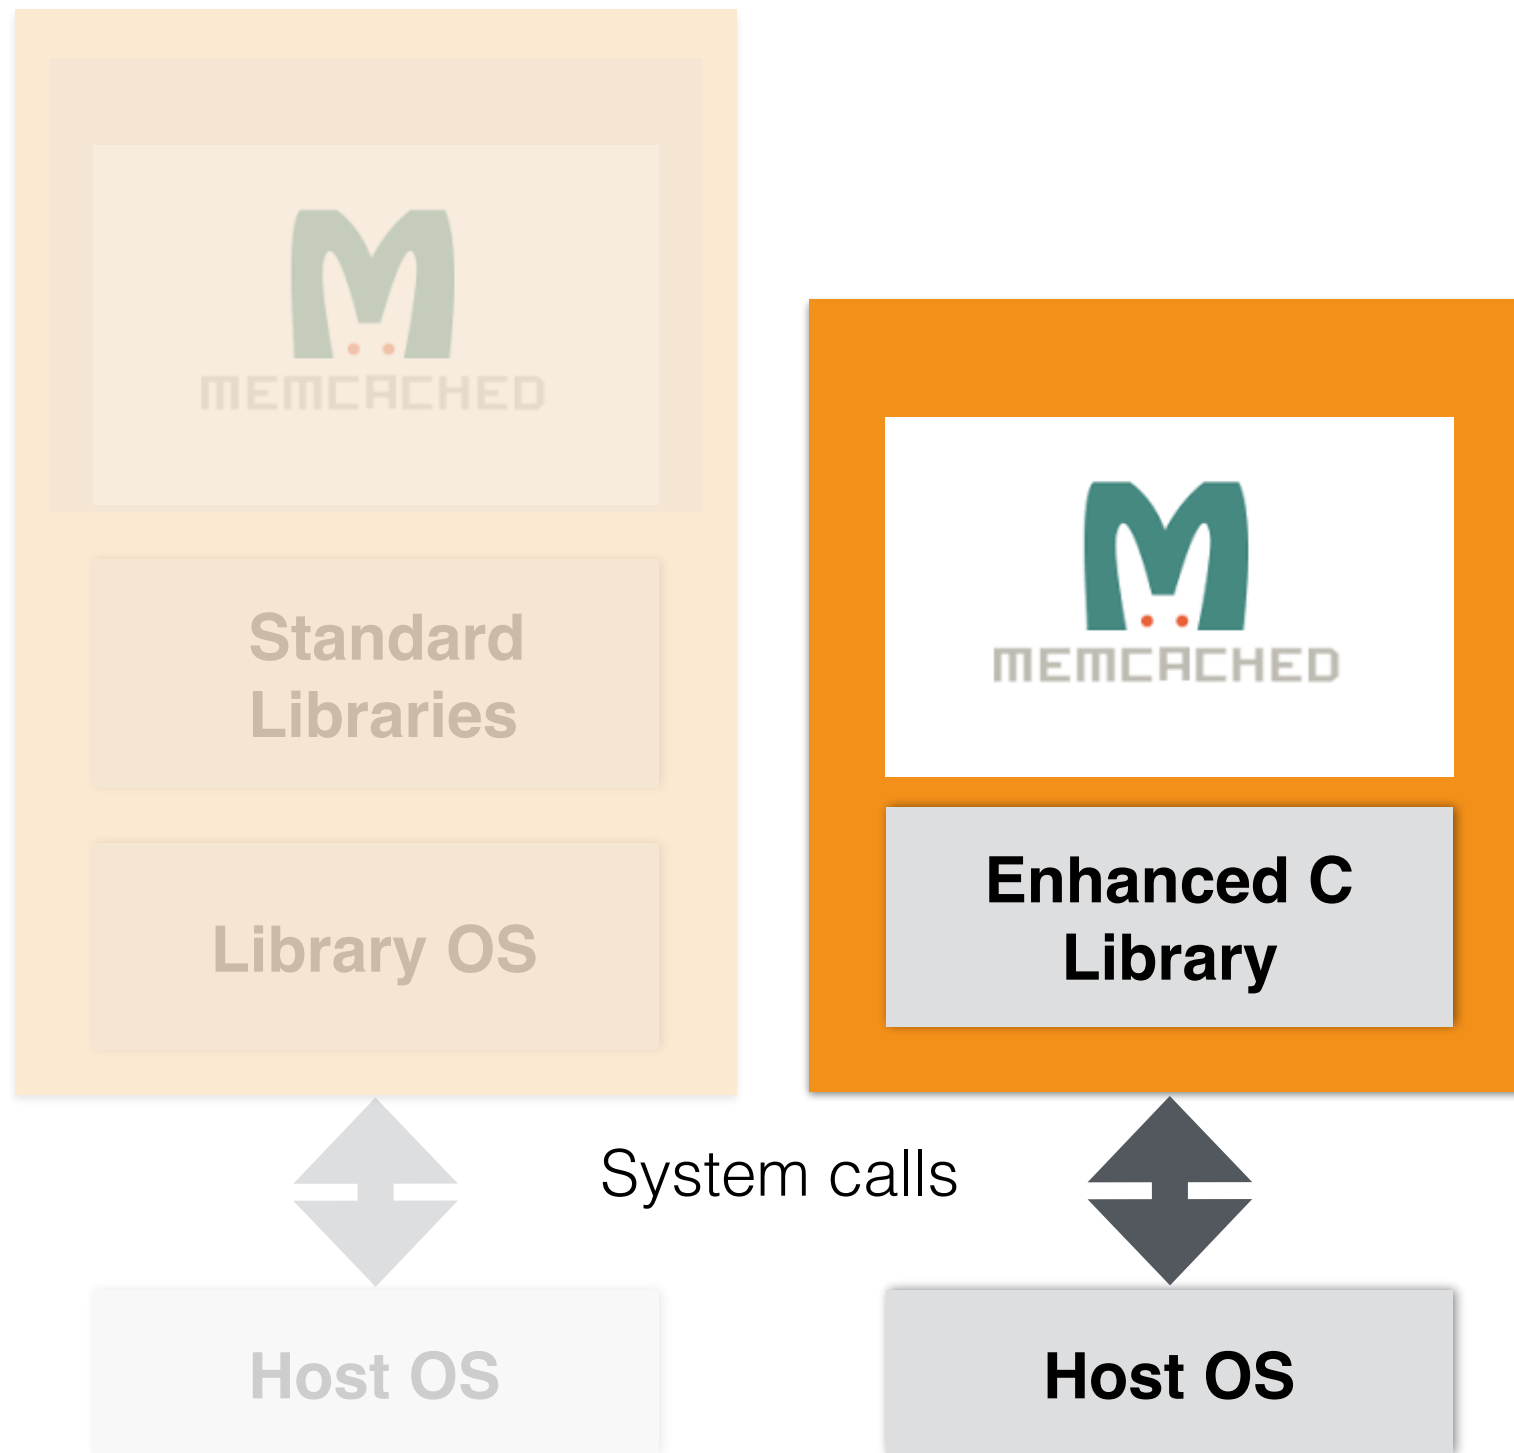 MEMCACHED
Standard
Libraries
Library OS
Host OS
System calls
MEMCACHED
Enhanced C
Library
Host OS